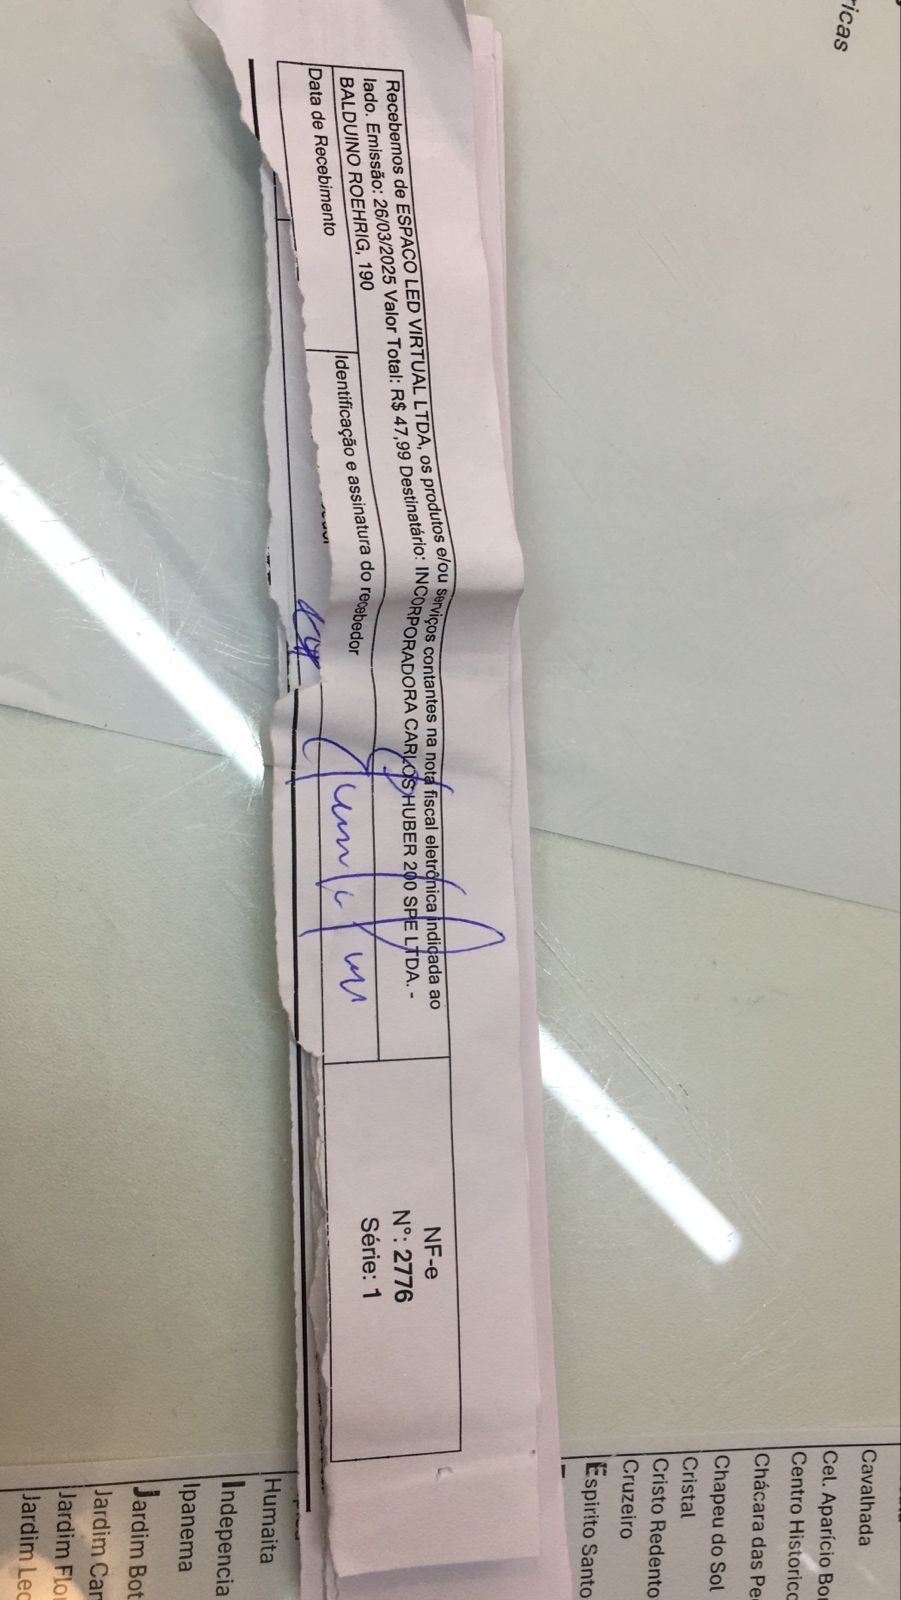 Recebemos de ESPACO LED VIRTUAL LTDA, os produtos e/ou serviços contantes na nota fiscal eletrônica indicada ao
lado. Emissão: 26/03/2025 Valor Total: R$ 47,99 Destinatário: INCORPORADORA CARLOS HUBER 200 SPE LTDA. -
BALDUINO ROEHRIG, 190
Data de Recebimento
Identificação e assinatura do recebedor
NF-e
N°: 2776
Série: 1
ricas
Cavalhada
Cel. Aparício Bor
Centro Historico
Chácara das Pe
Chapeu do Sol
Cristal
Cristo Redento
Cruzeiro
Espirito Santo
Humaita
Independencia
Ipanema
Jardim Bot
Jardim Car
Jardim Flo
Jardim Leo